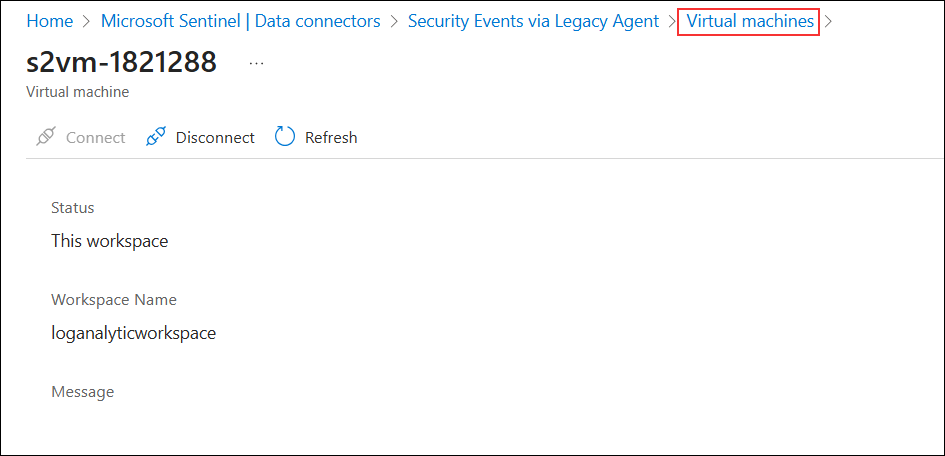 Home > Microsoft Sentinel | Data connectors > Security Events via Legacy Agent > Virtual machines >
s2vm-1821288 ...
Virtual machine
Connect Disconnect Refresh
Status
This workspace
Workspace Name
loganalyticworkspace
Message